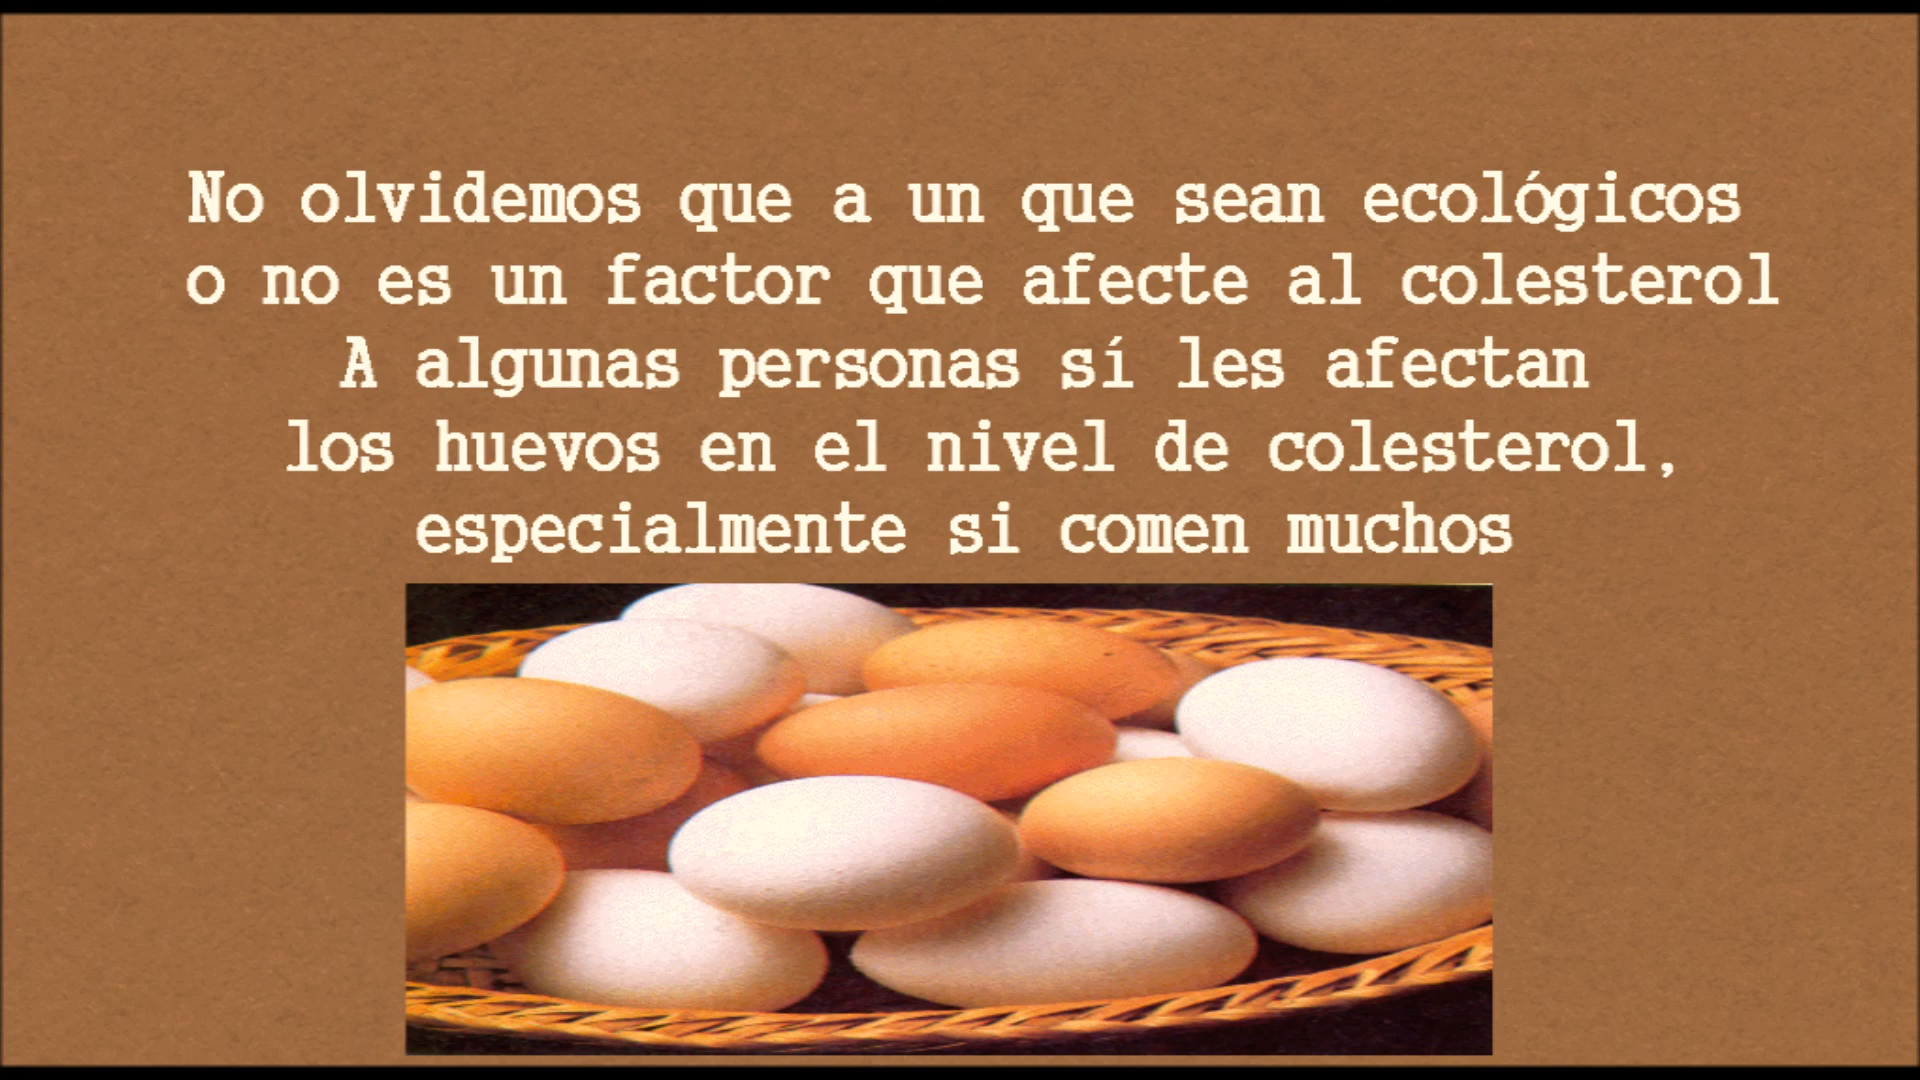 No olvidemos que a un que sean ecológicos
o no es un factor que afecte al colesterol
A algunas personas sí les afectan
los huevos en el nivel de colesterol,
especialmente si comen muchos